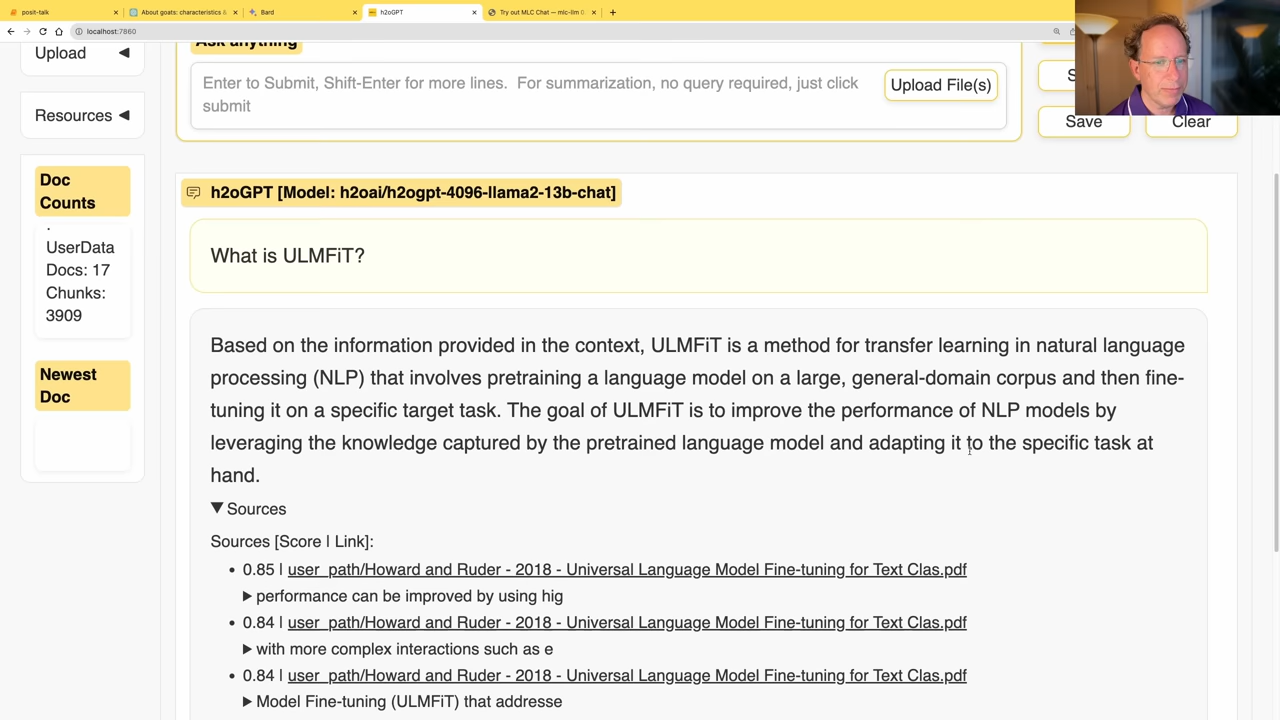 posit-talk
About goats: characteristics &
Bard
h2oGPT
Try out MLC Chat — mlc-llm 0
localhost:7860
Upload
Resources
Doc
Counts
UserData
Docs: 17
Chunks:
3909
Newest
Doc
Ask anything
Enter to Submit, Shift-Enter for more lines.  For summarization, no query required, just click
submit
Upload File(s)
S
Save
Clear
h2oGPT [Model: h2oai/h2ogpt-4096-llama2-13b-chat]
What is ULMFiT?
Based on the information provided in the context, ULMFiT is a method for transfer learning in natural language
processing (NLP) that involves pretraining a language model on a large, general-domain corpus and then fine-
tuning it on a specific target task. The goal of ULMFiT is to improve the performance of NLP models by
leveraging the knowledge captured by the pretrained language model and adapting it to the specific task at
hand.
Sources
Sources [Score | Link]:
0.85 | user_path/Howard and Ruder - 2018 - Universal Language Model Fine-tuning for Text Clas.pdf
performance can be improved by using hig
0.84 | user_path/Howard and Ruder - 2018 - Universal Language Model Fine-tuning for Text Clas.pdf
with more complex interactions such as e
0.84 | user_path/Howard and Ruder - 2018 - Universal Language Model Fine-tuning for Text Clas.pdf
Model Fine-tuning (ULMFiT) that addresse